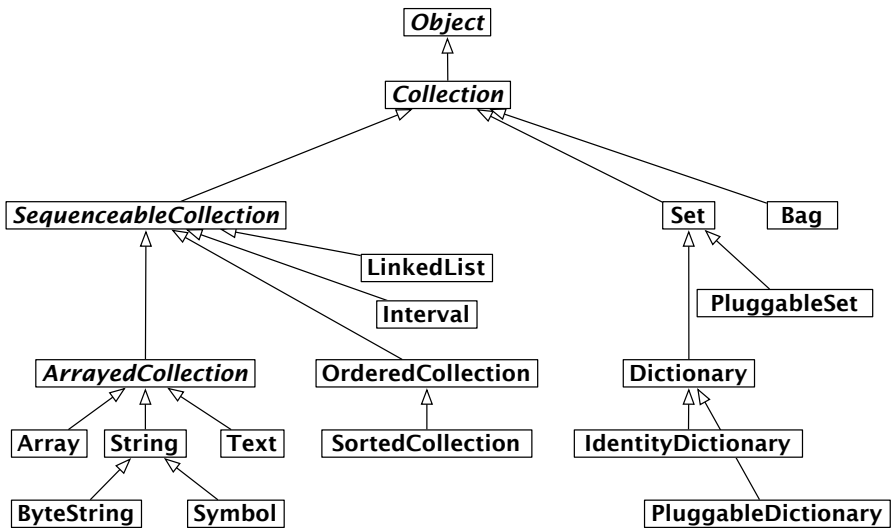 Object
Collection
SequenceableCollection
Set
Bag
LinkedList
PluggableSet
Interval
ArrayedCollection
OrderedCollection
Dictionary
Array
String
Text
SortedCollection
IdentityDictionary
ByteString
Symbol
PluggableDictionary